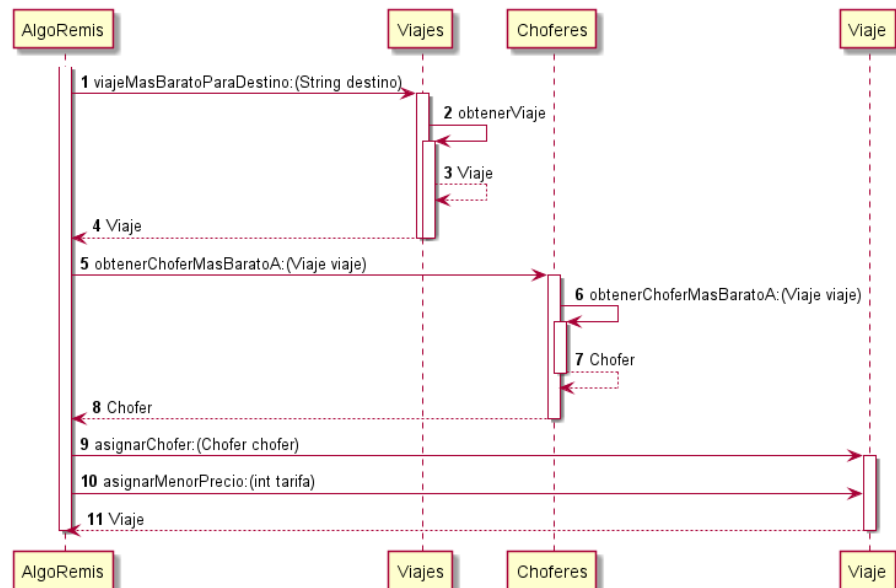 AlgoRemis Viajes Choferes Viaje
1 viajeMasBaratoParaDestino:(String destino)
2 obtenerViaje
3 Viaje
4 Viaje
5 obtenerChoferMasBaratoA:(Viaje viaje)
6 obtenerChoferMasBaratoA:(Viaje viaje)
7 Chofer
8 Chofer
9 asignarChofer:(Chofer chofer)
10 asignarMenorPrecio:(int tarifa)
11 Viaje
AlgoRemis Viajes Choferes Viaje